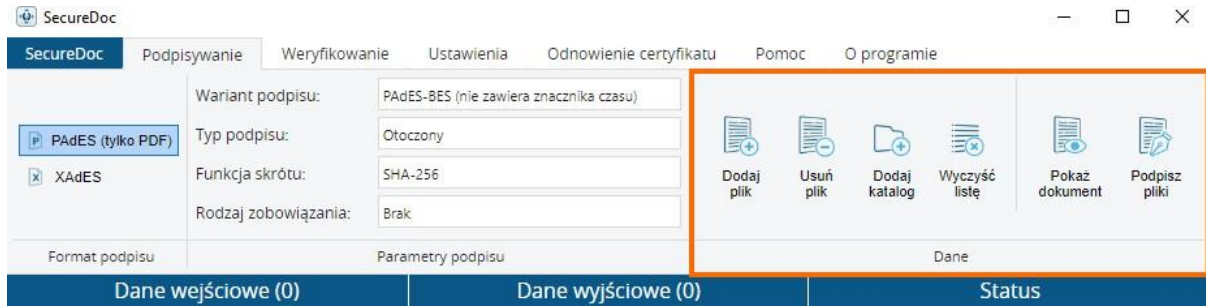 SecureDoc
SecureDoc Podpisywanie Weryfikowanie Ustawienia Odnowienie certyfikatu Pomoc O programie
PAdES (tylko PDF)
XAdES
Format podpisu
Wariant podpisu: PAdES-BES (nie zawiera znacznika czasu)
Typ podpisu: Otoczony
Funkcja skrótu: SHA-256
Rodzaj zobowiązania: Brak
Parametry podpisu
Dodaj
plik
Usuń
plik
Dodaj
katalog
Wyczyść
listę
Pokaż
dokument
Podpisz
pliki
Dane
Dane wejściowe (0) Dane wyjściowe (0) Status